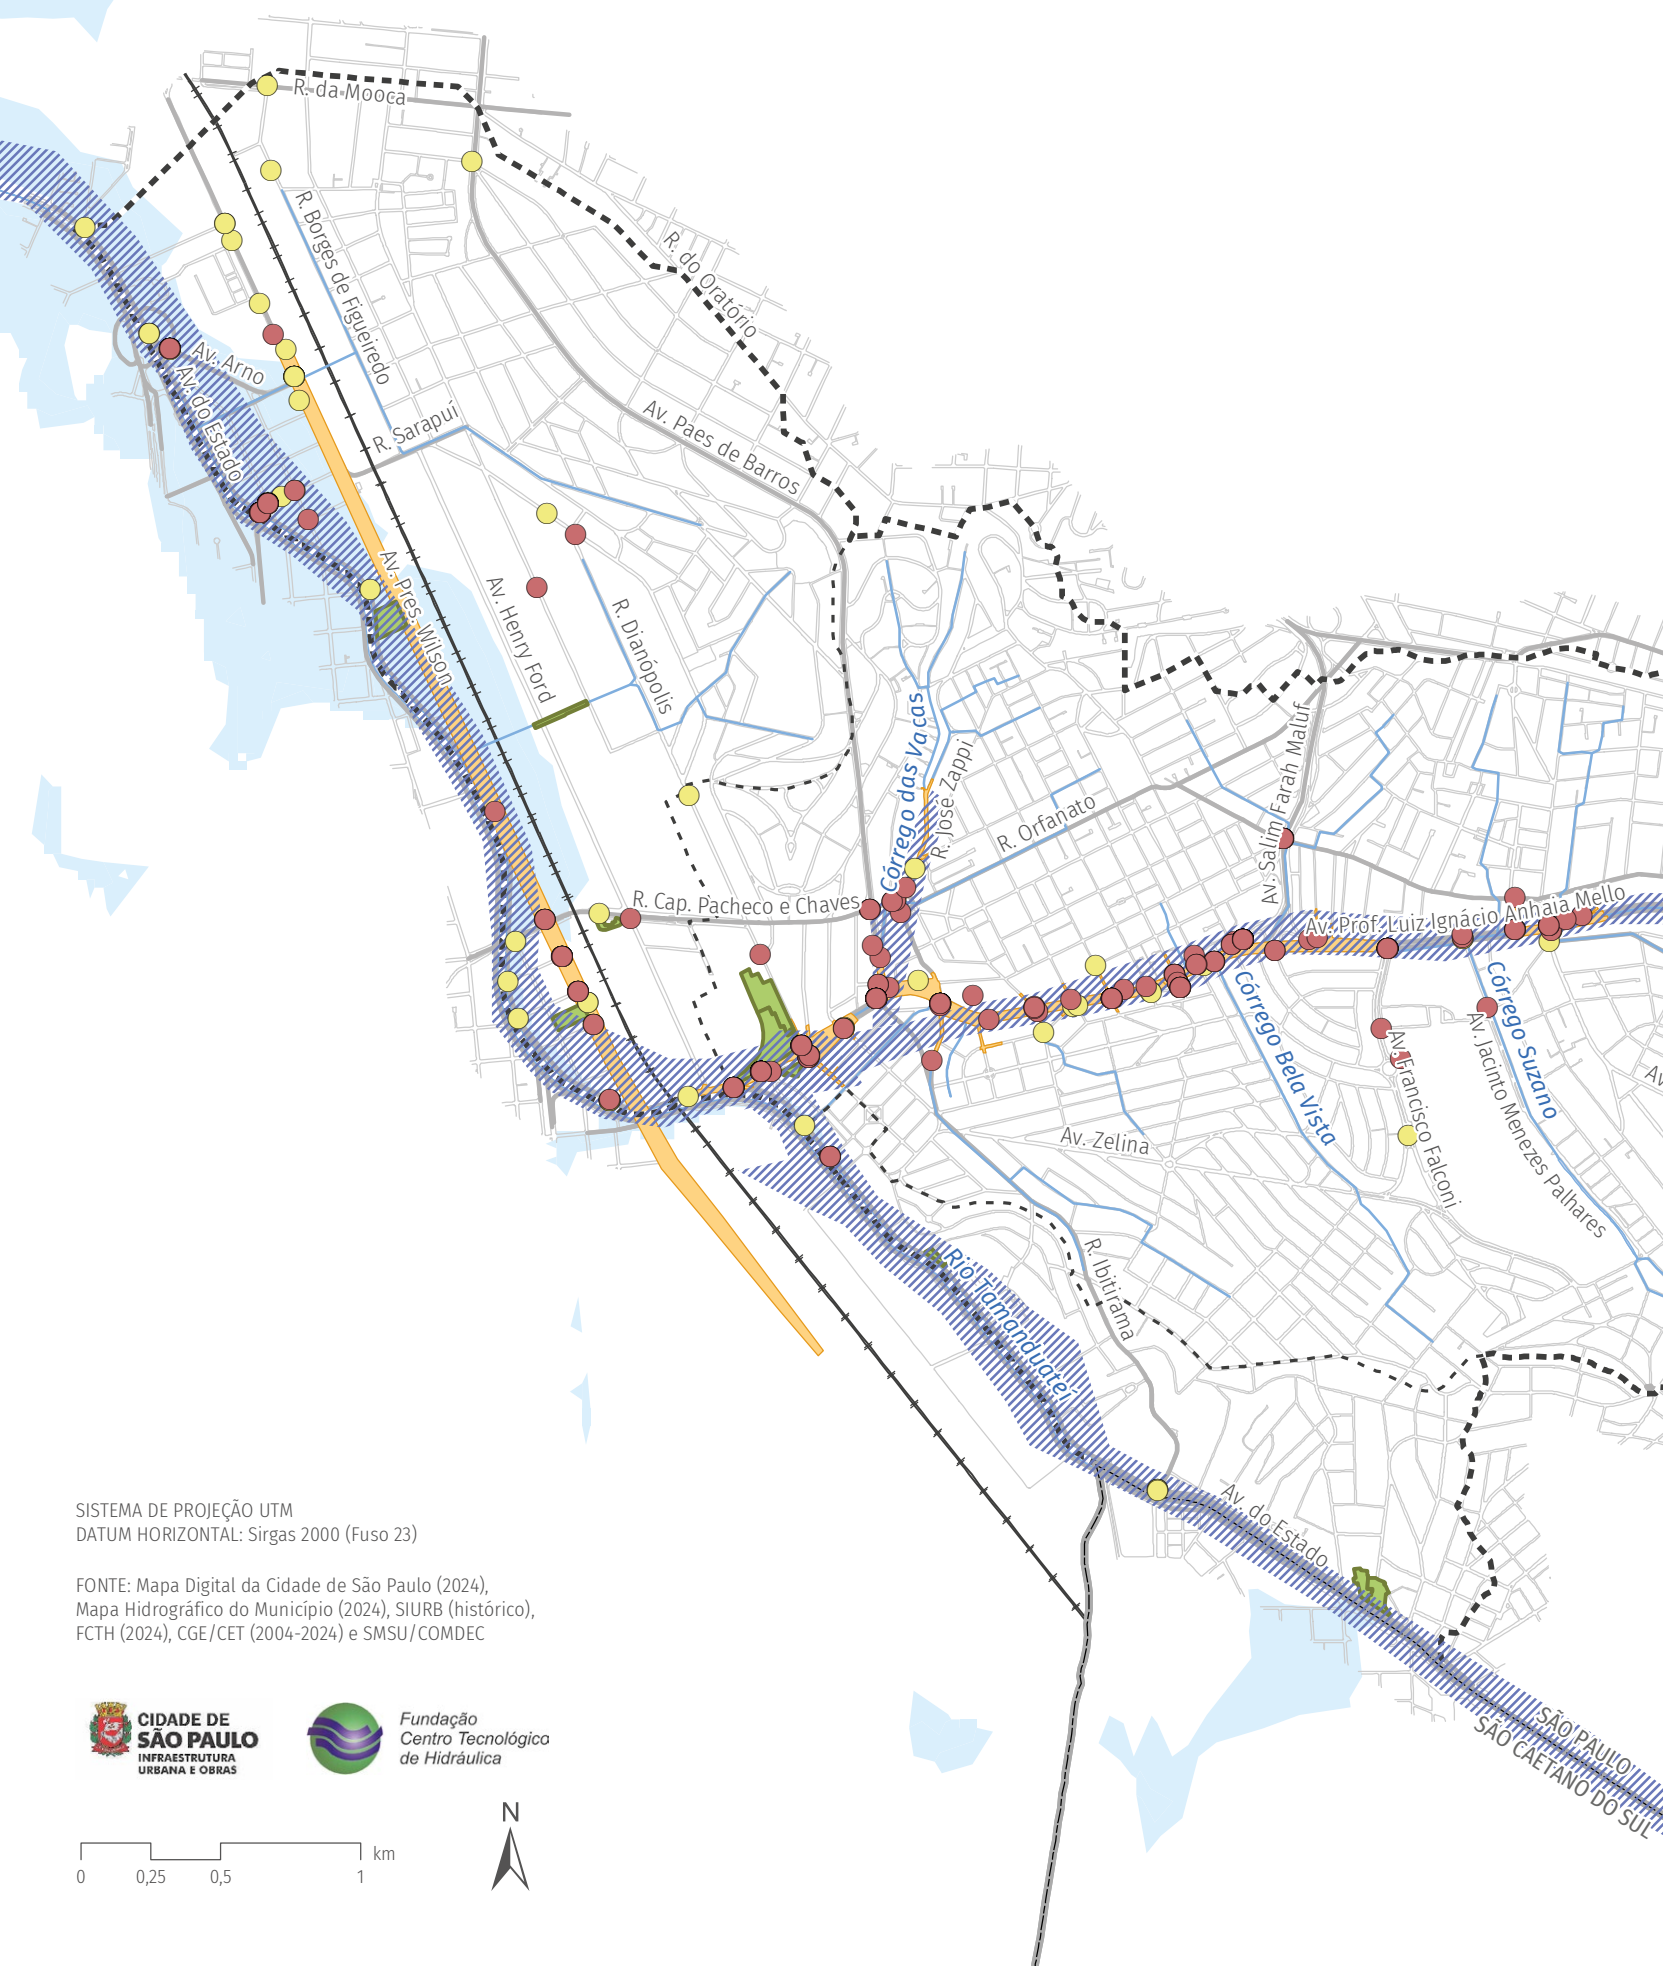 R. da Mooca
R. Borges de Figueiredo
R. do Oratório
Av. Arno
Av. do Estado
R. Sarapuí
Av. Paes de Barros
Av. Pres. Wilson
Av. Henry Ford
R. Dianópolis
Córrego das Vacas
R. José Zappi
R. Orfanato
Av. Salim Farah Maluf
R. Cap. Pacheco e Chaves
Av. Prof. Luiz Ignácio Anhaia Mello
Córrego Bela Vista
Córrego Suzano
Av. Francisco Falconi
Av. Jacinto Menezes Palhares
Av
Av. Zelina
R. Ibitirama
Rio Tamanduateí
Av. do Estado
SÃO PAULO
SÃO CAETANO DO SUL
SISTEMA DE PROJEÇÃO UTM
DATUM HORIZONTAL: Sirgas 2000 (Fuso 23)
FONTE: Mapa Digital da Cidade de São Paulo (2024),
Mapa Hidrográfico do Município (2024), SIURB (histórico),
FCTH (2024), CGE/CET (2004-2024) e SMSU/COMDEC
CIDADE DE
SÃO PAULO
INFRAESTRUTURA
URBANA E OBRAS
Fundação
Centro Tecnológico
de Hidráulica
N
km
0 0,25 0,5 1